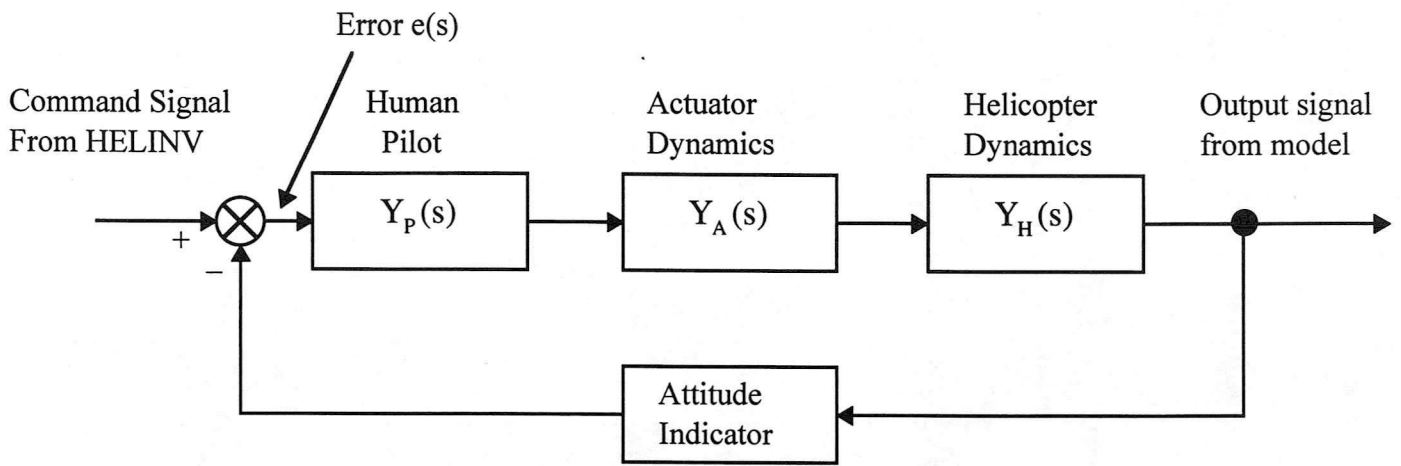 Error e(s)
Command Signal
From HELINV
Human
Pilot
Actuator
Dynamics
Helicopter
Dynamics
Output signal
from model
Y_P(s)
Y_A(s)
Y_H(s)
+
−
Attitude
Indicator